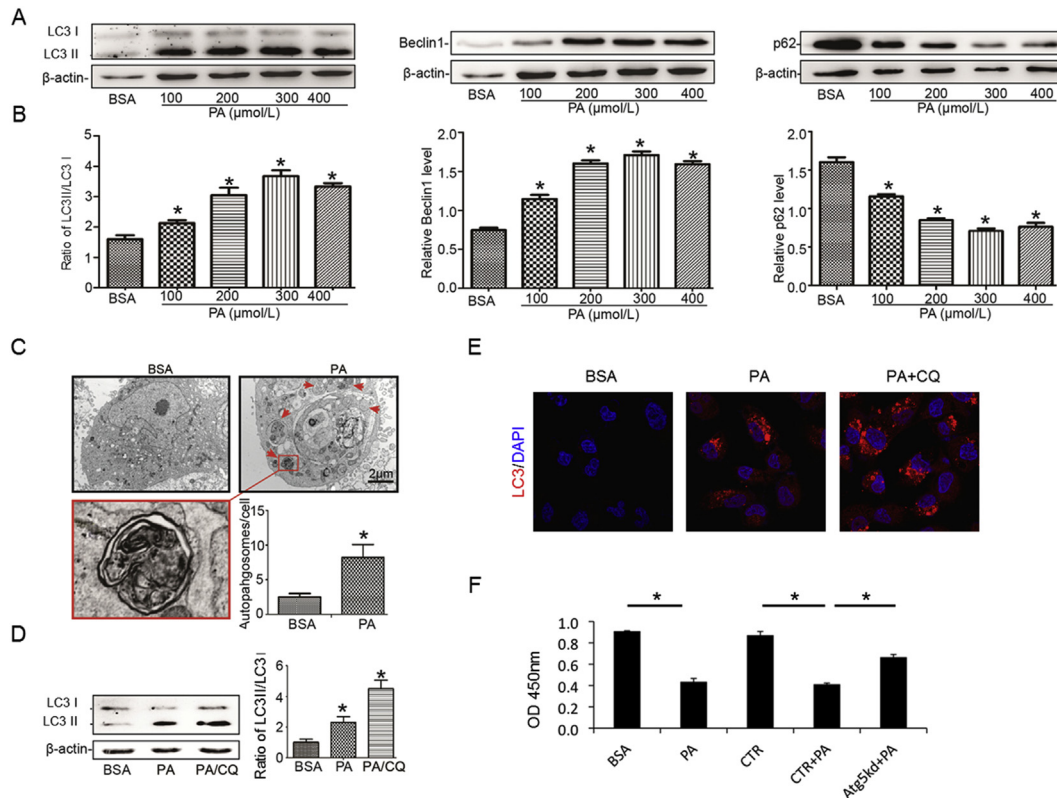 A
LC3 I
LC3 II
β-actin-
BSA 100 200 300 400
PA (μmol/L)
Beclin1-
β-actin-
BSA 100 200 300 400
PA (μmol/L)
p62-
β-actin-
BSA 100 200 300 400
PA (μmol/L)
B
Ratio of LC3II/LC3 I
6
4
2
0
* * * *
BSA 100 200 300 400
PA (μmol/L)
Relative Beclin1 level
2.0
1.5
1.0
0.5
0.0
* * * *
BSA 100 200 300 400
PA (μmol/L)
Relative p62 level
2.0
1.5
1.0
0.5
0.0
* * * *
BSA 100 200 300 400
PA (μmol/L)
C
BSA PA
2μm
Autopahgosomes/cell
15
10
5
0
*
BSA PA
D
LC3 I
LC3 II
β-actin-
BSA PA PA/CQ
Ratio of LC3II/LC3I
6
4
2
0
* *
BSA PA PA/CQ
E
BSA PA PA+CQ
LC3/DAPI
F
OD 450nm
1.0
0.8
0.6
0.4
0.2
0.0
* * *
BSA PA CTR CTR+PA Atg5kd+PA